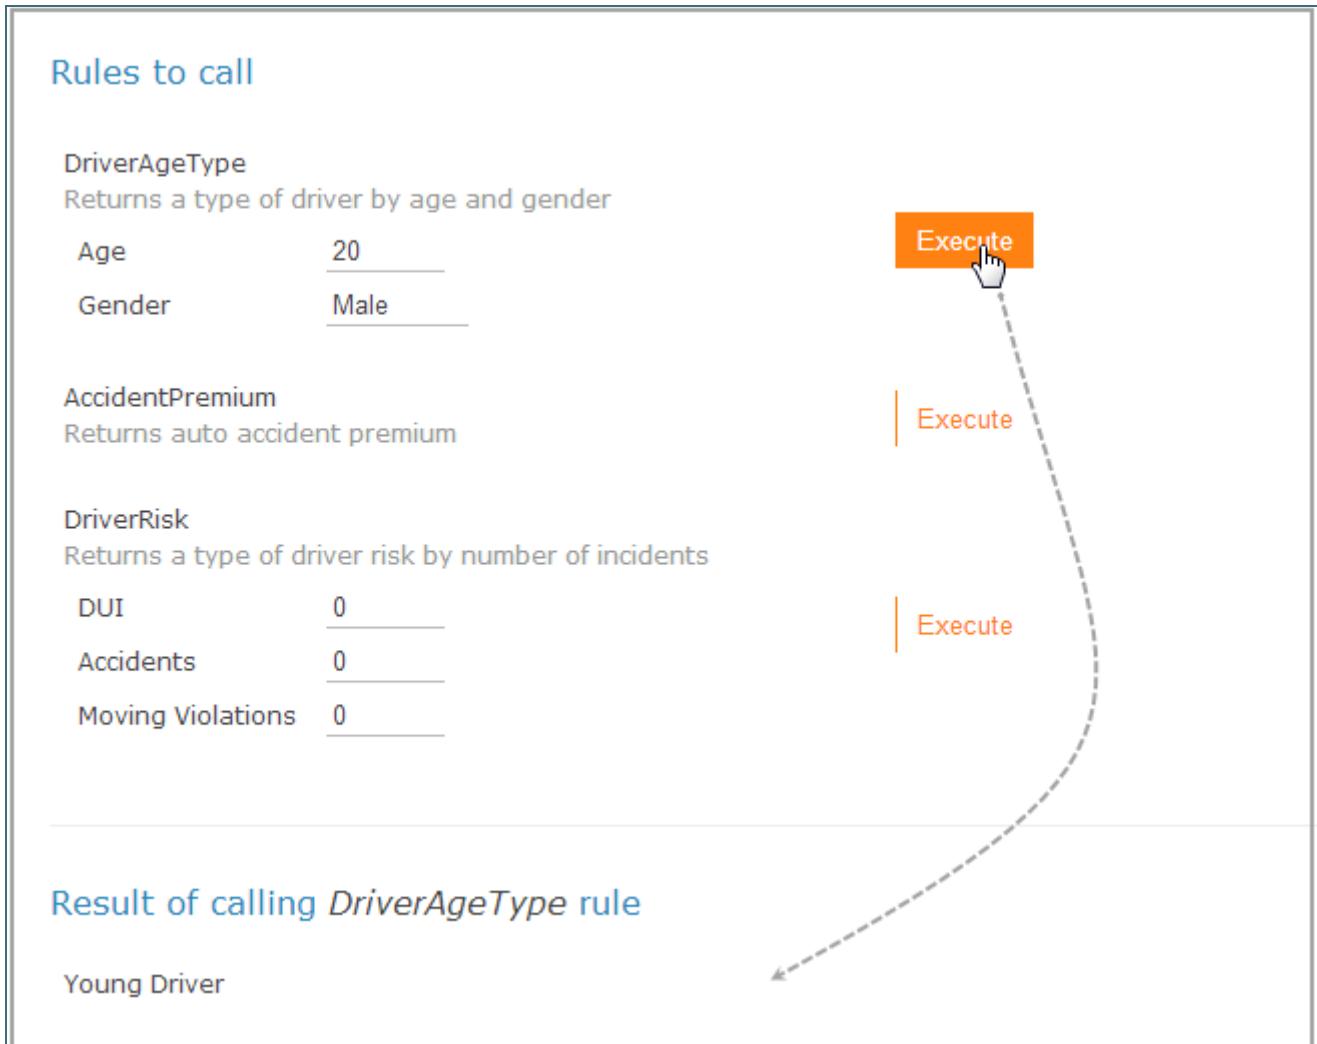 Rules to call
DriverAgeType
Returns a type of driver by age and gender
Age 20
Execute
Gender Male
AccidentPremium
Returns auto accident premium
Execute
DriverRisk
Returns a type of driver risk by number of incidents
DUI 0
Execute
Accidents 0
Moving Violations 0
Result of calling DriverAgeType rule
Young Driver